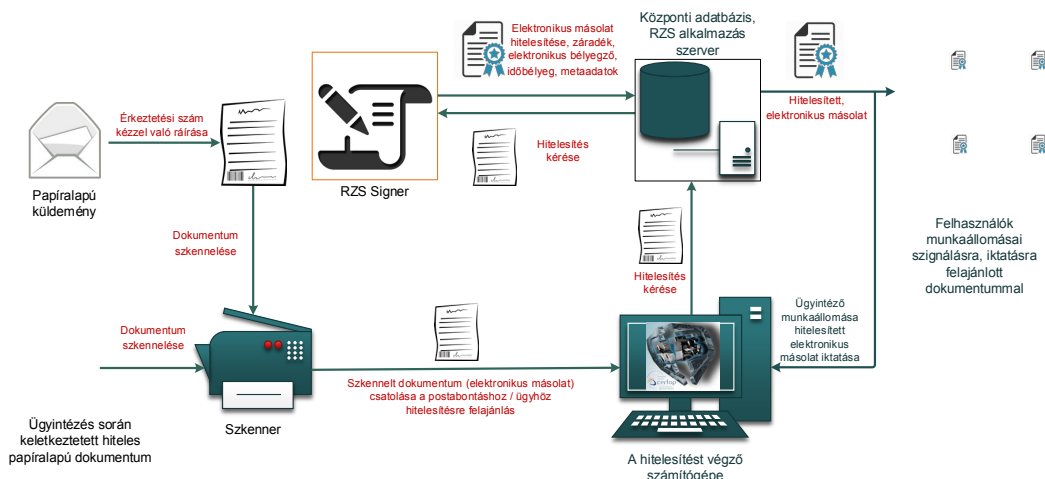 Elektronikus másolat
hitelesítése, záradék,
elektronikus bélyegző,
időbélyeg, metaadatok
Központi adatbázis,
RZS alkalmazás
szerver
Érkeztetési szám
kézzel való ráírása
Hitelesítés
kérése
Hitelesített,
elektronikus másolat
Papíralapú
küldemény
RZS Signer
Dokumentum
szkennelése
Hitelesítés
kérése
Felhasználók
munkaállomásai
szignálásra, iktatásra
felajánlott
dokumentummal
Dokumentum
szkennelése
Ügyintéző
munkaállomása
hitelesített
elektronikus
másolat iktatása
Szkennelt dokumentum (elektronikus másolat)
csatolása a postabontáshoz / ügyhöz
hitelesítésre felajánlás
Ügyintézés során
keletkeztetett hiteles
papíralapú dokumentum
Szkenner
A hitelesítést végző
számítógépe